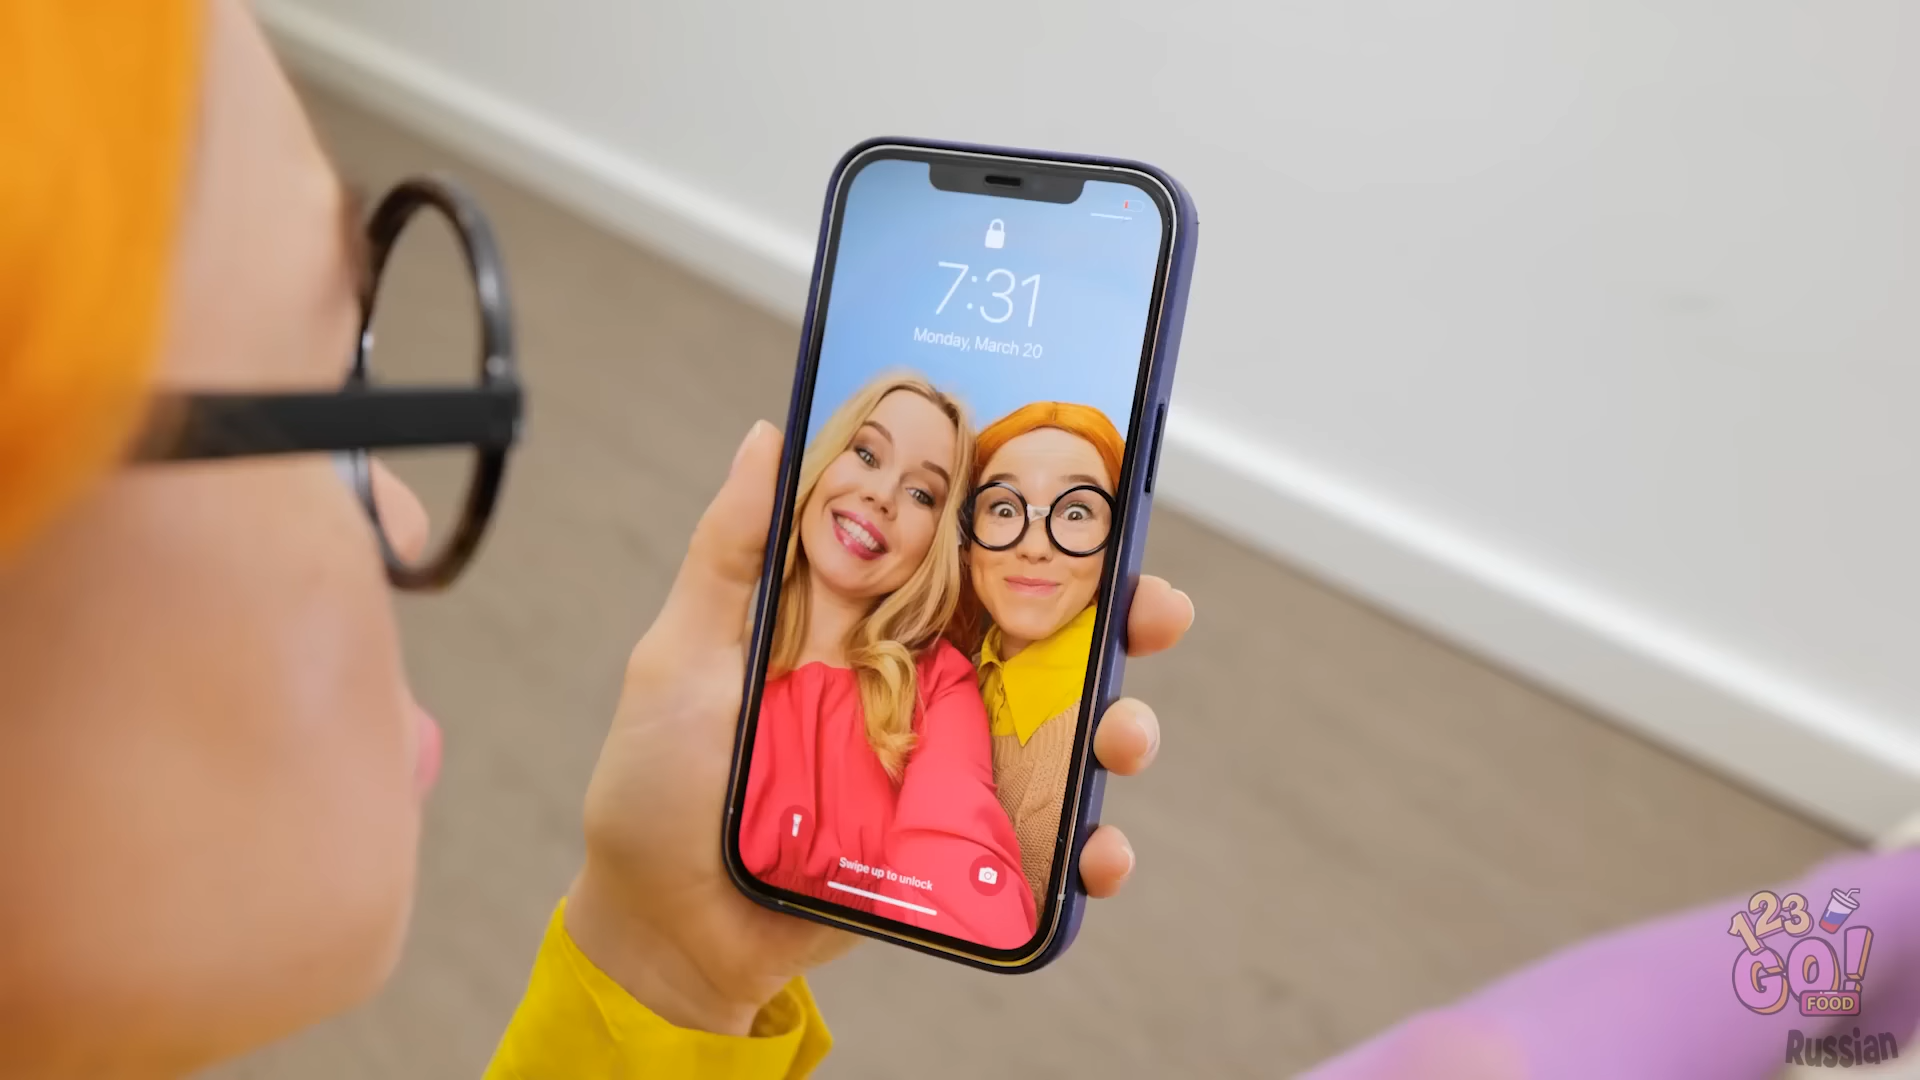 7:31
Monday, March 20
Swipe up to unlock
123
GO!
FOOD
Russian